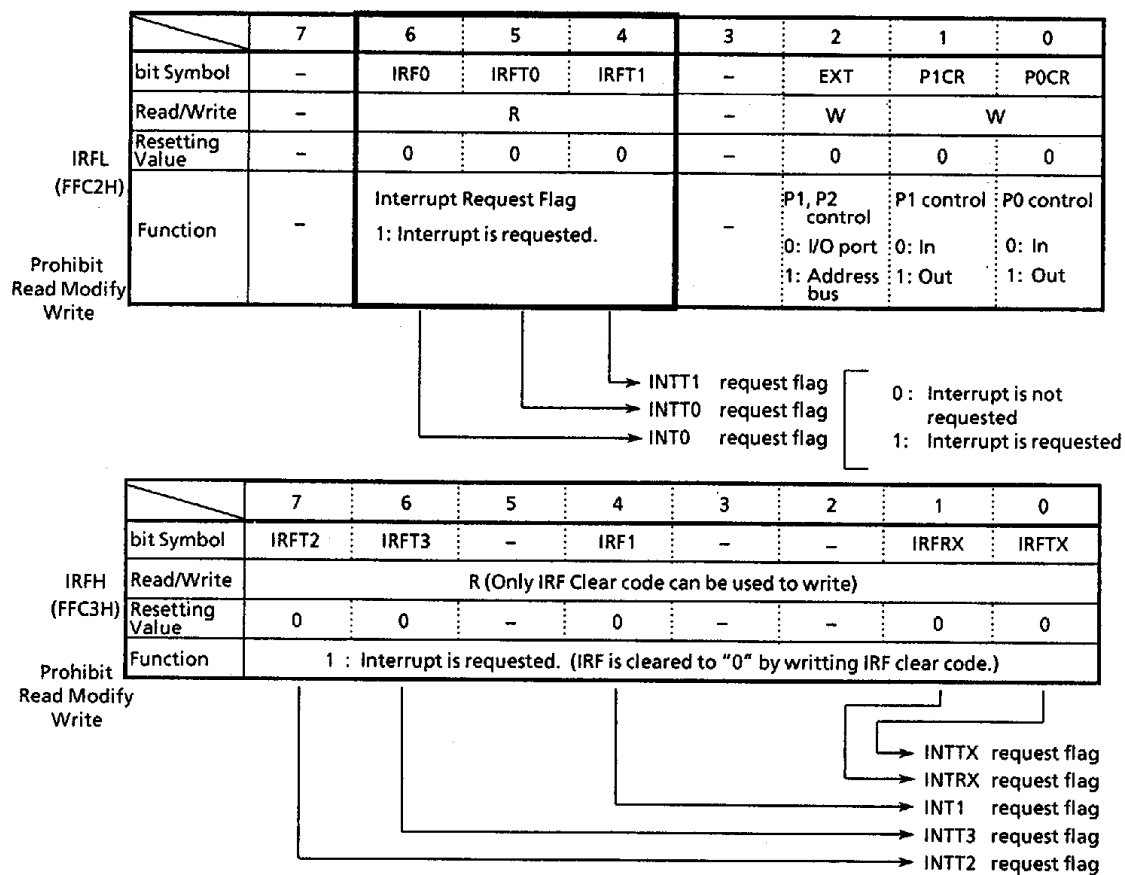 7 6 5 4 3 2 1 0
bit Symbol – IRF0 IRFT0 IRFT1 – EXT P1CR P0CR
Read/Write – R – W W
Resetting Value – 0 0 0 – 0 0 0
IRFL
(FFC2H)
Prohibit
Read Modify
Write
Function – Interrupt Request Flag
1: Interrupt is requested.
–
P1, P2 control
0: I/O port
1: Address bus
P1 control
0: In
1: Out
P0 control
0: In
1: Out
INTT1 request flag
INTT0 request flag
INT0 request flag
0: Interrupt is not
requested
1: Interrupt is requested
7 6 5 4 3 2 1 0
bit Symbol IRFT2 IRFT3 – IRF1 – – IRFRX IRFTX
IRFH
(FFC3H)
Prohibit
Read Modify
Write
Read/Write R (Only IRF Clear code can be used to write)
Resetting Value 0 0 – 0 – – 0 0
Function 1 : Interrupt is requested. (IRF is cleared to "0" by writting IRF clear code.)
INTTX request flag
INTRX request flag
INT1 request flag
INTT3 request flag
INTT2 request flag